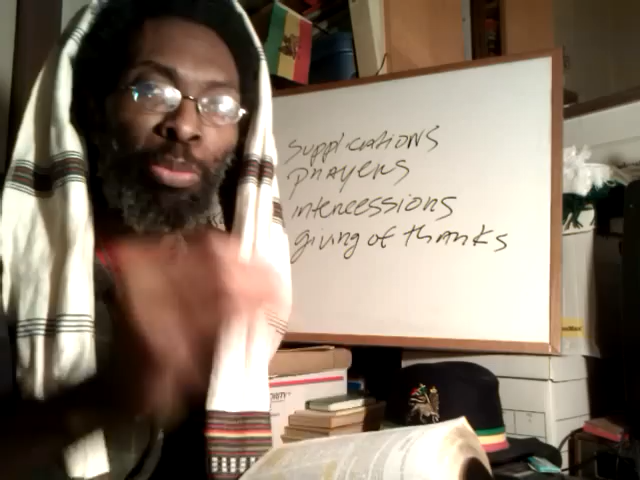 supplications
prayers
intercessions
giving of thanks